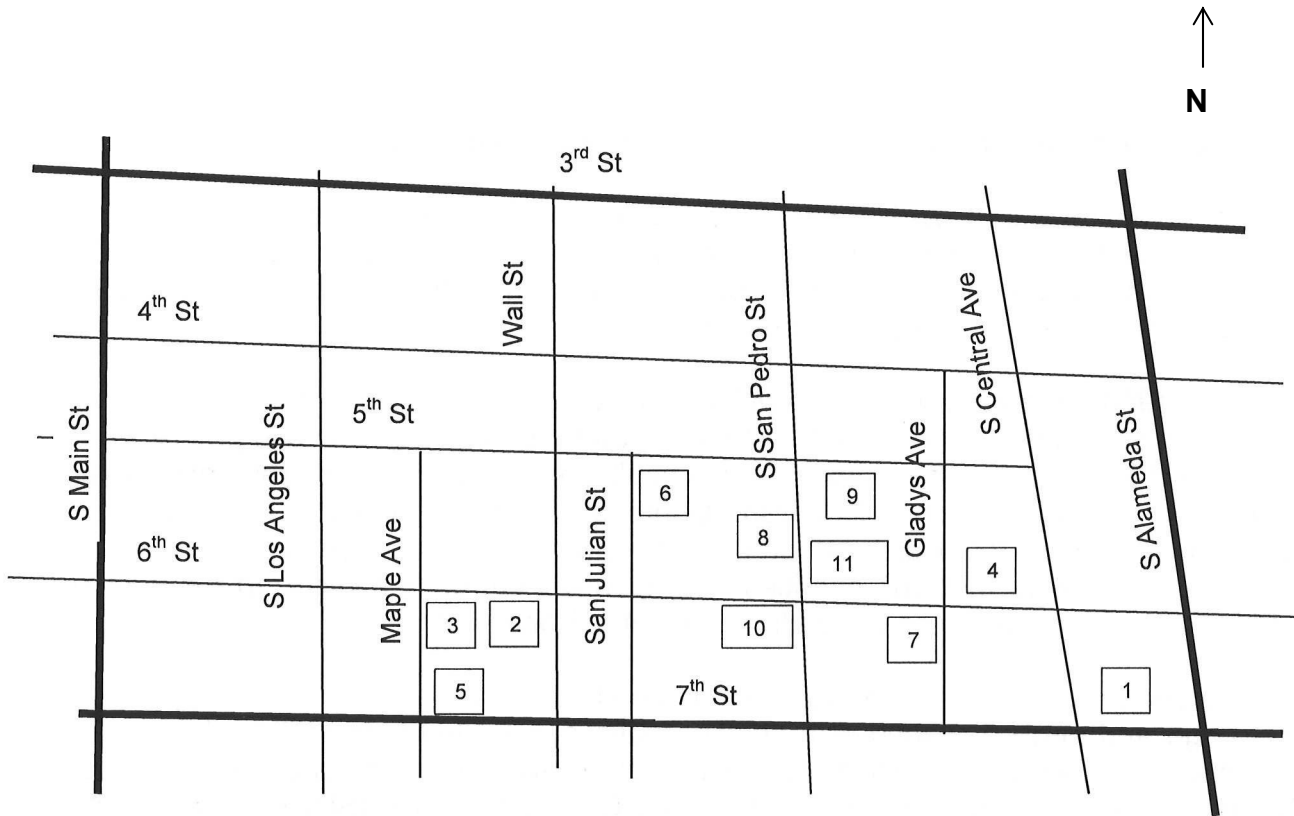 N
3rd St
4th St
Wall St
S San Pedro St
S Central Ave
5th St
S Main St
S Los Angeles St
S Alameda St
6
9
Gladys Ave
San Julian St
8
6th St
Maple Ave
11
4
3
2
10
7
5
7th St
1